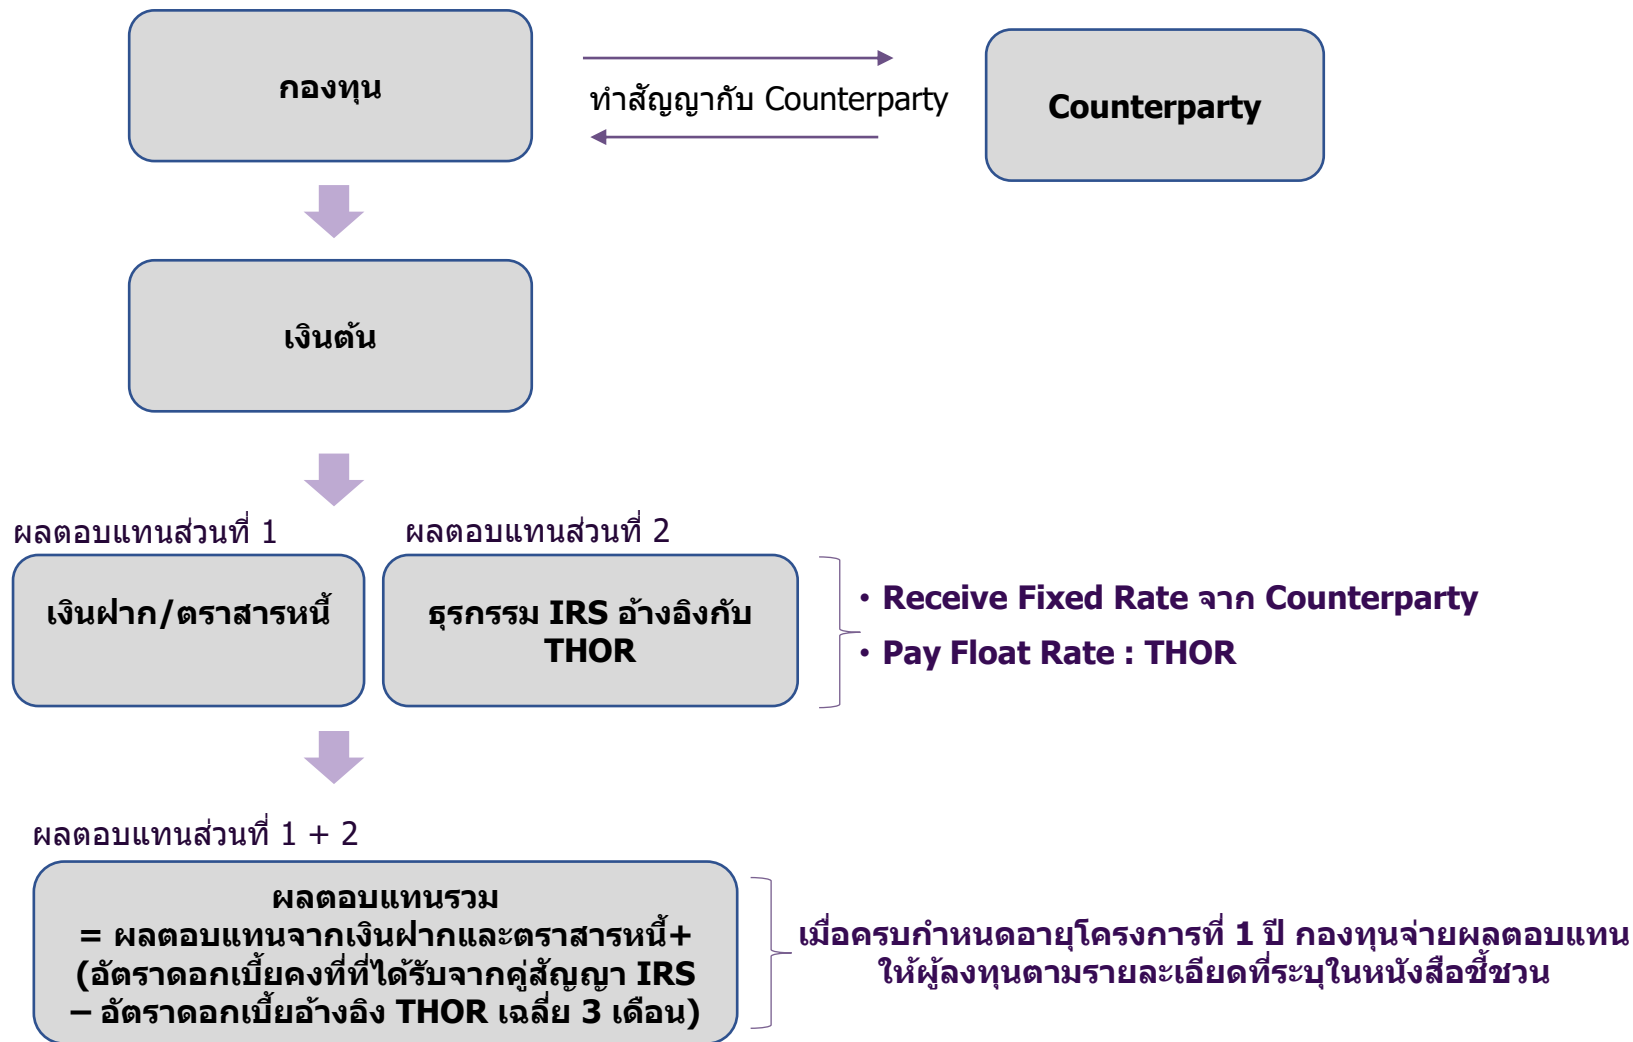 กองทุน
ทำสัญญากับ Counterparty
Counterparty
เงินต้น
ผลตอบแทนส่วนที่ 1
ผลตอบแทนส่วนที่ 2
เงินฝาก/ตราสารหนี้
ธุรกรรม IRS อ้างอิงกับ
THOR
• Receive Fixed Rate จาก Counterparty
• Pay Float Rate : THOR
ผลตอบแทนส่วนที่ 1 + 2
ผลตอบแทนรวม
= ผลตอบแทนจากเงินฝากและตราสารหนี้+
(อัตราดอกเบี้ยคงที่ที่ได้รับจากคู่สัญญา IRS
– อัตราดอกเบี้ยอ้างอิง THOR เฉลี่ย 3 เดือน)
เมื่อครบกำหนดอายุโครงการที่ 1 ปี กองทุนจ่ายผลตอบแทน
ให้ผู้ลงทุนตามรายละเอียดที่ระบุในหนังสือชี้ชวน